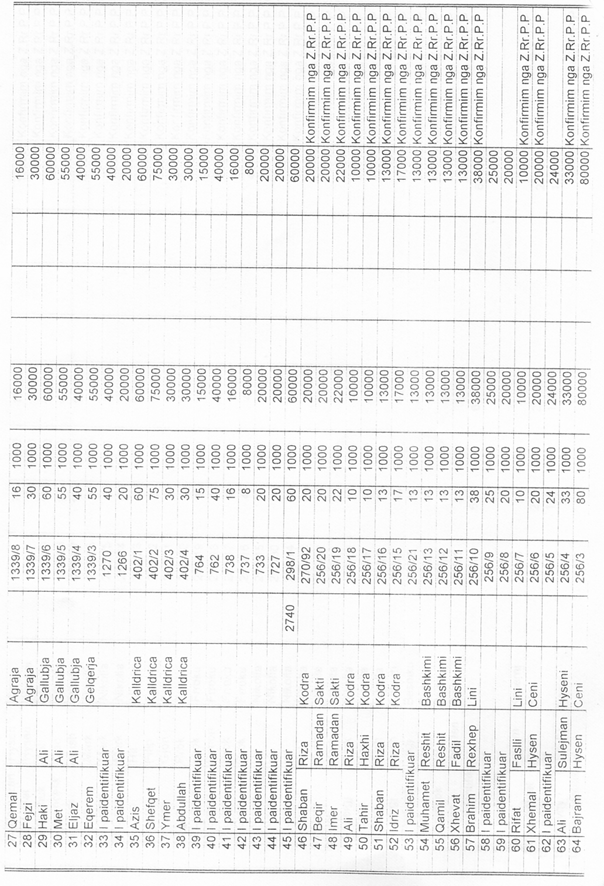 27 Qemal Agraja 1339/8 16 1000 16000 16000
28 Fejzi Agraja 1339/7 30 1000 30000 30000
29 Haki Ali Gallubja 1339/6 60 1000 60000 60000
30 Met Ali Gallubja 1339/5 55 1000 55000 55000
31 Eljaz Ali Gallubja 1339/4 40 1000 40000 40000
32 Eqerem Gelqerja 1339/3 55 1000 55000 55000
33 I paidentifikuar 1270 40 1000 40000 40000
34 I paidentifikuar 1266 20 1000 20000 20000
35 Azis Kalldrica 402/1 60 1000 60000 60000
36 Shefqet Kalldrica 402/2 75 1000 75000 75000
37 Ymer Kalldrica 402/3 30 1000 30000 30000
38 Abdullah Kalldrica 402/4 30 1000 30000 30000
39 I paidentifikuar 764 15 1000 15000 15000
40 I paidentifikuar 762 40 1000 40000 40000
41 I paidentifikuar 738 16 1000 16000 16000
42 I paidentifikuar 737 8 1000 8000 8000
43 I paidentifikuar 733 20 1000 20000 20000
44 I paidentifikuar 727 20 1000 20000 20000
45 I paidentifikuar 2740 298/1 60 1000 60000 60000
46 Shaban Riza Kodra 270/92 20 1000 20000 20000 Konfirmim nga Z.Rr.P.P
47 Beqir Ramadan Sakti 256/20 20 1000 20000 20000 Konfirmim nga Z.Rr.P.P
48 Imer Ramadan Sakti 256/19 22 1000 22000 22000 Konfirmim nga Z.Rr.P.P
49 Ali Riza Kodra 256/18 10 1000 10000 10000 Konfirmim nga Z.Rr.P.P
50 Tahir Haxhi Kodra 256/17 10 1000 10000 10000 Konfirmim nga Z.Rr.P.P
51 Shaban Riza Kodra 256/16 13 1000 13000 13000 Konfirmim nga Z.Rr.P.P
52 Idriz Riza Kodra 256/15 17 1000 17000 17000 Konfirmim nga Z.Rr.P.P
53 I paidentifikuar 256/21 13 1000 13000 13000 Konfirmim nga Z.Rr.P.P
54 Muhamet Reshit Bashkimi 256/13 13 1000 13000 13000 Konfirmim nga Z.Rr.P.P
55 Qamil Reshit Bashkimi 256/12 13 1000 13000 13000 Konfirmim nga Z.Rr.P.P
56 Xhevat Fadil Bashkimi 256/11 13 1000 13000 13000 Konfirmim nga Z.Rr.P.P
57 Brahim Rexhep Lini 256/10 38 1000 38000 38000 Konfirmim nga Z.Rr.P.P
58 I paidentifikuar 256/9 25 1000 25000 25000
59 I paidentifikuar 256/8 20 1000 20000 20000
60 Rifat Faslli Lini 256/7 10 1000 10000 10000 Konfirmim nga Z.Rr.P.P
61 Xhemal Hysen Ceni 256/6 20 1000 20000 20000 Konfirmim nga Z.Rr.P.P
62 I paidentifikuar 256/5 24 1000 24000 24000
63 Ali Sulejman Hyseni 256/4 33 1000 33000 33000 Konfirmim nga Z.Rr.P.P
64 Bajram Hysen Ceni 256/3 80 1000 80000 80000 Konfirmim nga Z.Rr.P.P